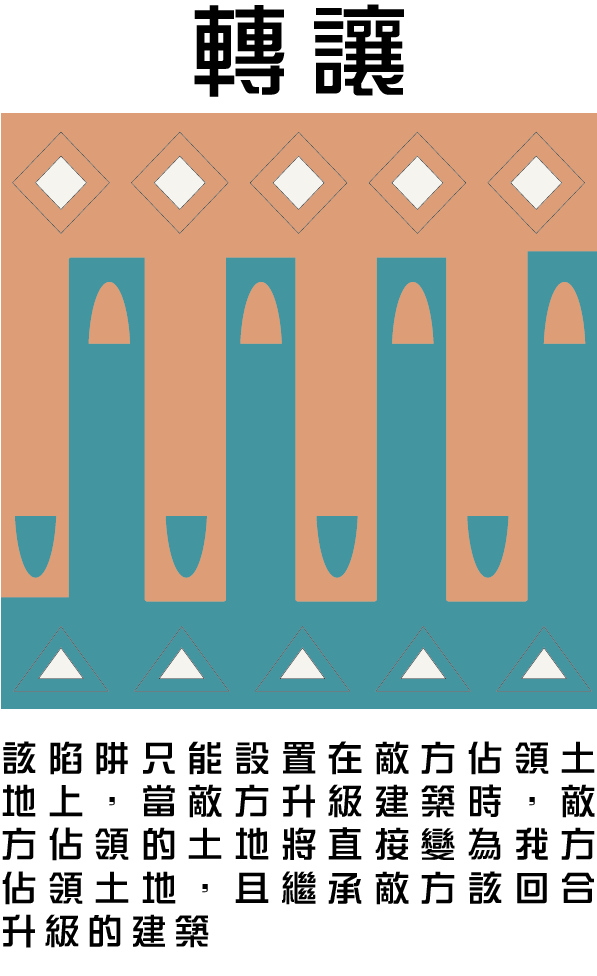 轉讓
該陷阱只能設置在敵方佔領土
地上，當敵方升級建築時，敵
方佔領的土地將直接變為我方
佔領土地，且繼承敵方該回合
升級的建築